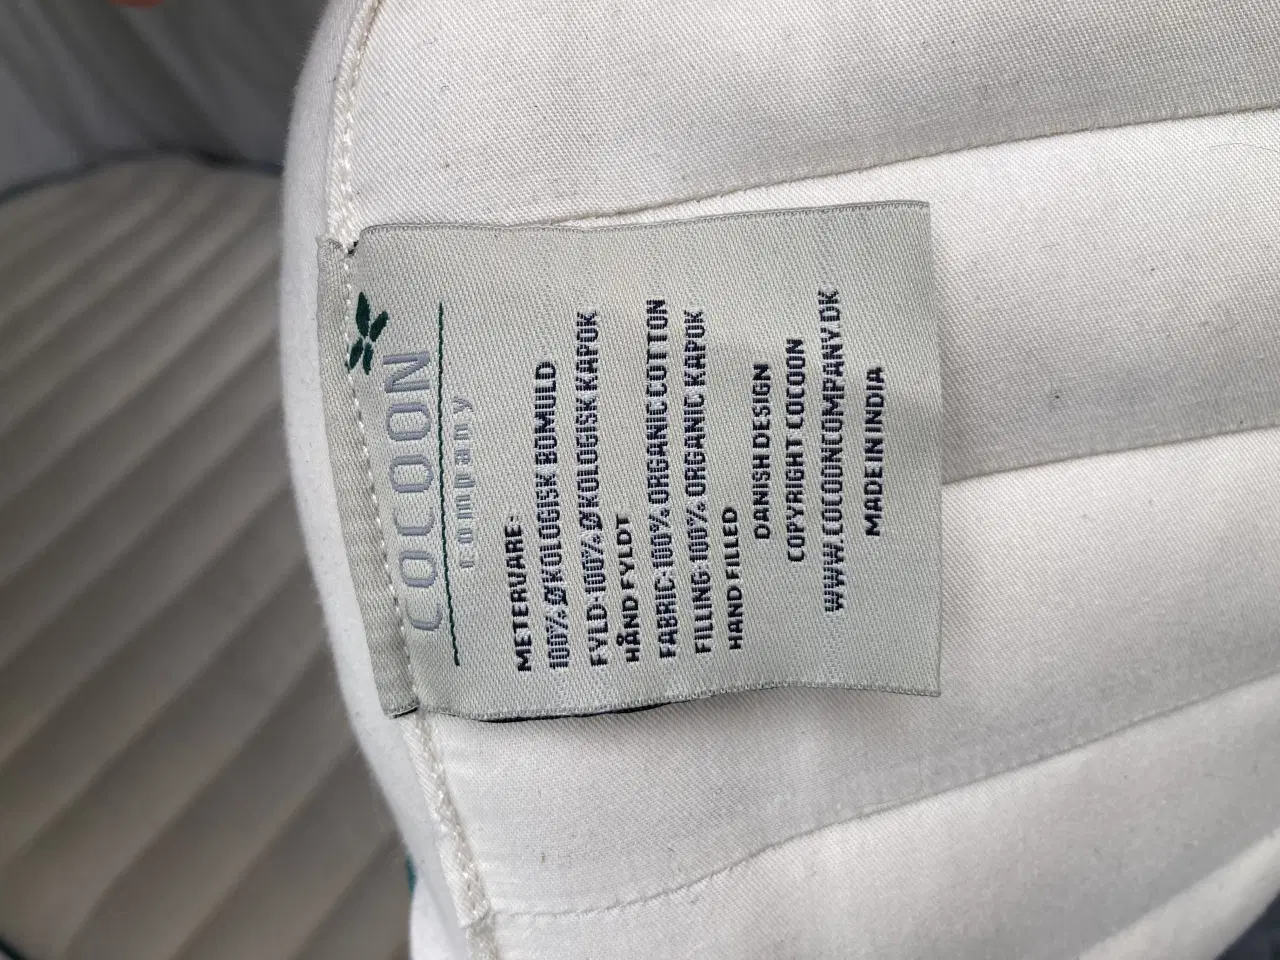 COCOON
company
METERVARE:
100% ØKOLOGISK BOMULD
FYLD: 100% ØKOLOGISK KAPOK
HÅND FYLDT
FABRIC: 100% ORGANIC COTTON
FILLING: 100% ORGANIC KAPOK
HAND FILLED
DANISH DESIGN
COPYRIGHT COCOON
WWW.COCOONCOMPANY.DK
MADE IN INDIA